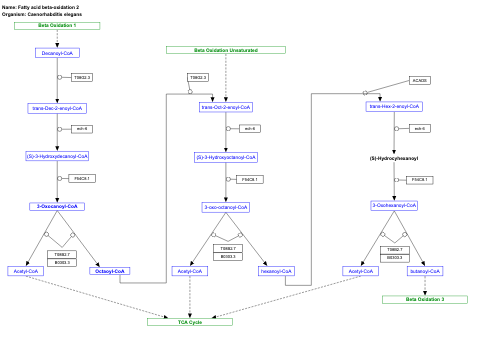 Name: Fatty acid beta-oxidation 2
Organism: Caenorhabditis elegans
Beta Oxidation 1
Decanoyl-CoA
T08G2.3
trans-Dec-2-enoyl-CoA
ech-6
(S)-3-Hydroxydecanoyl-CoA
F54C8.1
3-Oxocanoyl-CoA
T08B2.7
B0303.3
Acetyl-CoA
Octaoyl-CoA
Beta Oxidation Unsaturated
T08G2.3
trans-Oct-2-enoyl-CoA
ech-6
(S)-3-Hydroxyoctanoyl-CoA
F54C8.1
3-oxo-octanoyl-CoA
T08B2.7
B0303.3
Acetyl-CoA
hexanoyl-CoA
ACADS
trans-Hex-2-enoyl-CoA
ech-6
(S)-Hydrocyhexanoyl
F54C8.1
3-Oxohexanoyl-CoA
T08B2.7
B0303.3
Acetyl-CoA
butanoyl-CoA
Beta Oxidation 3
TCA Cycle